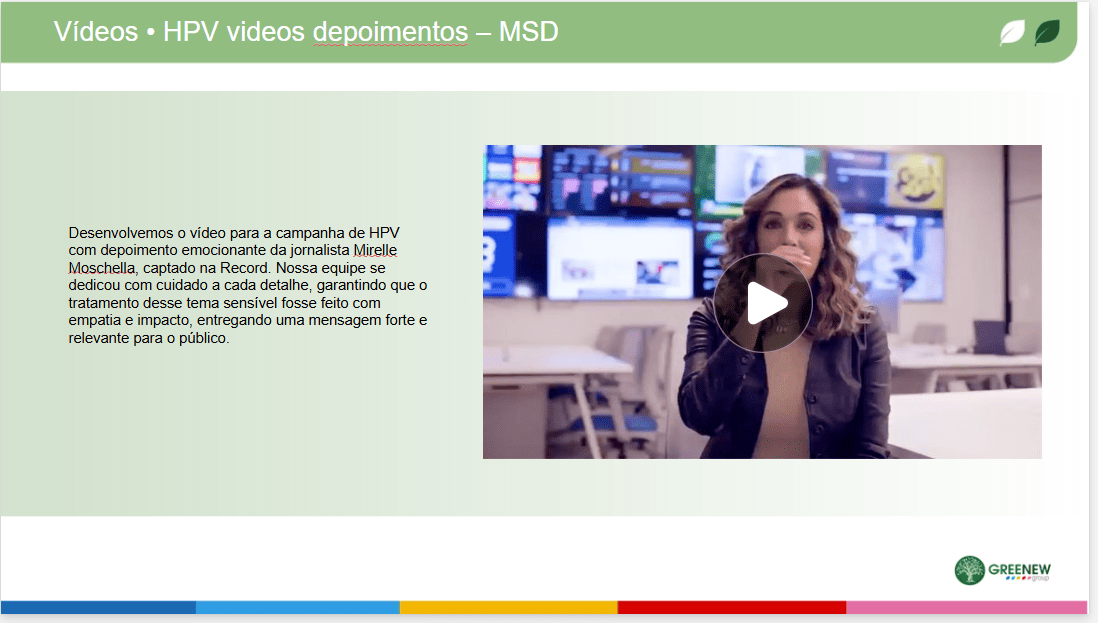 Vídeos • HPV videos depoimentos – MSD
Desenvolvemos o vídeo para a campanha de HPV
com depoimento emocionante da jornalista Mirelle
Moschella, captado na Record. Nossa equipe se
dedicou com cuidado a cada detalhe, garantindo que o
tratamento desse tema sensível fosse feito com
empatia e impacto, entregando uma mensagem forte e
relevante para o público.
GREENEW
group